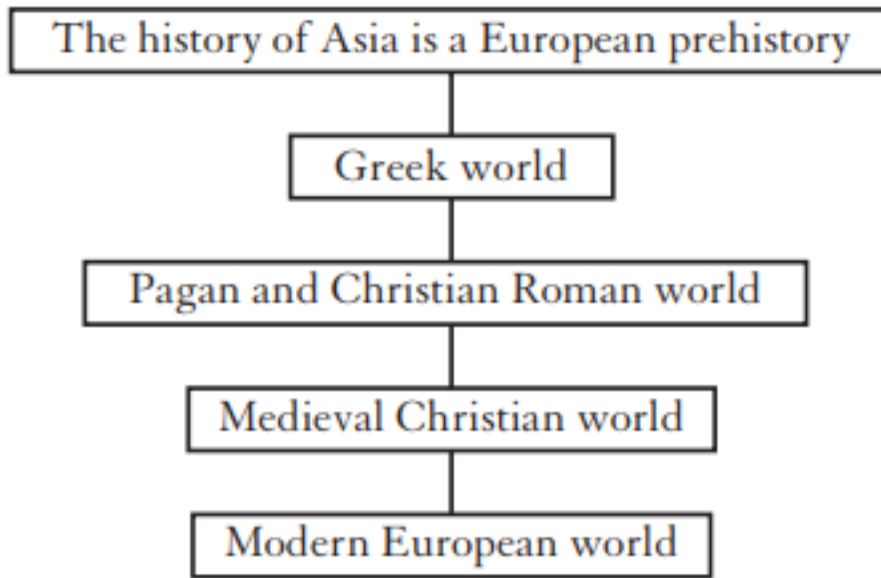 The history of Asia is a European prehistory
Greek world
Pagan and Christian Roman world
Medieval Christian world
Modern European world